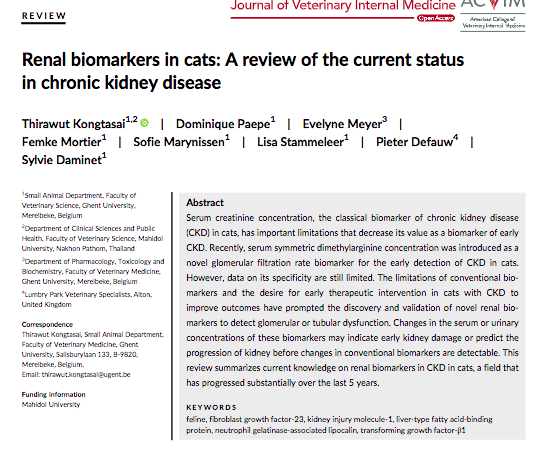 REVIEW
Journal of Veterinary Internal Medicine
Open Access
ACVIM
American College of
Veterinary Internal Medicine
Renal biomarkers in cats: A review of the current status
in chronic kidney disease
Thirawut Kongtasai1,2 | Dominique Paepe1 | Evelyne Meyer3 |
Femke Mortier1 | Sofie Marynissen1 | Lisa Stammeleer1 | Pieter Defauw4 |
Sylvie Daminet1
1Small Animal Department, Faculty of
Veterinary Science, Ghent University,
Merelbeke, Belgium
2Department of Clinical Sciences and Public
Health, Faculty of Veterinary Science, Mahidol
University, Nakhon Pathom, Thailand
3Department of Pharmacology, Toxicology and
Biochemistry, Faculty of Veterinary Medicine,
Ghent University, Merelbeke, Belgium
4Lumbry Park Veterinary Specialists, Alton,
United Kingdom
Correspondence
Thirawut Kongtasai, Small Animal Department,
Faculty of Veterinary Medicine, Ghent
University, Salisburylaan 133, B-9820,
Merelbeke, Belgium.
Email: thirawut.kongtasai@ugent.be
Funding information
Mahidol University
Abstract
Serum creatinine concentration, the classical biomarker of chronic kidney disease
(CKD) in cats, has important limitations that decrease its value as a biomarker of early
CKD. Recently, serum symmetric dimethylarginine concentration was introduced as a
novel glomerular filtration rate biomarker for the early detection of CKD in cats.
However, data on its specificity are still limited. The limitations of conventional bio-
markers and the desire for early therapeutic intervention in cats with CKD to
improve outcomes have prompted the discovery and validation of novel renal bio-
markers to detect glomerular or tubular dysfunction. Changes in the serum or urinary
concentrations of these biomarkers may indicate early kidney damage or predict the
progression of kidney before changes in conventional biomarkers are detectable. This
review summarizes current knowledge on renal biomarkers in CKD in cats, a field that
has progressed substantially over the last 5 years.
KEYWORDS
feline, fibroblast growth factor-23, kidney injury molecule-1, liver-type fatty acid-binding
protein, neutrophil gelatinase-associated lipocalin, transforming growth factor-β1